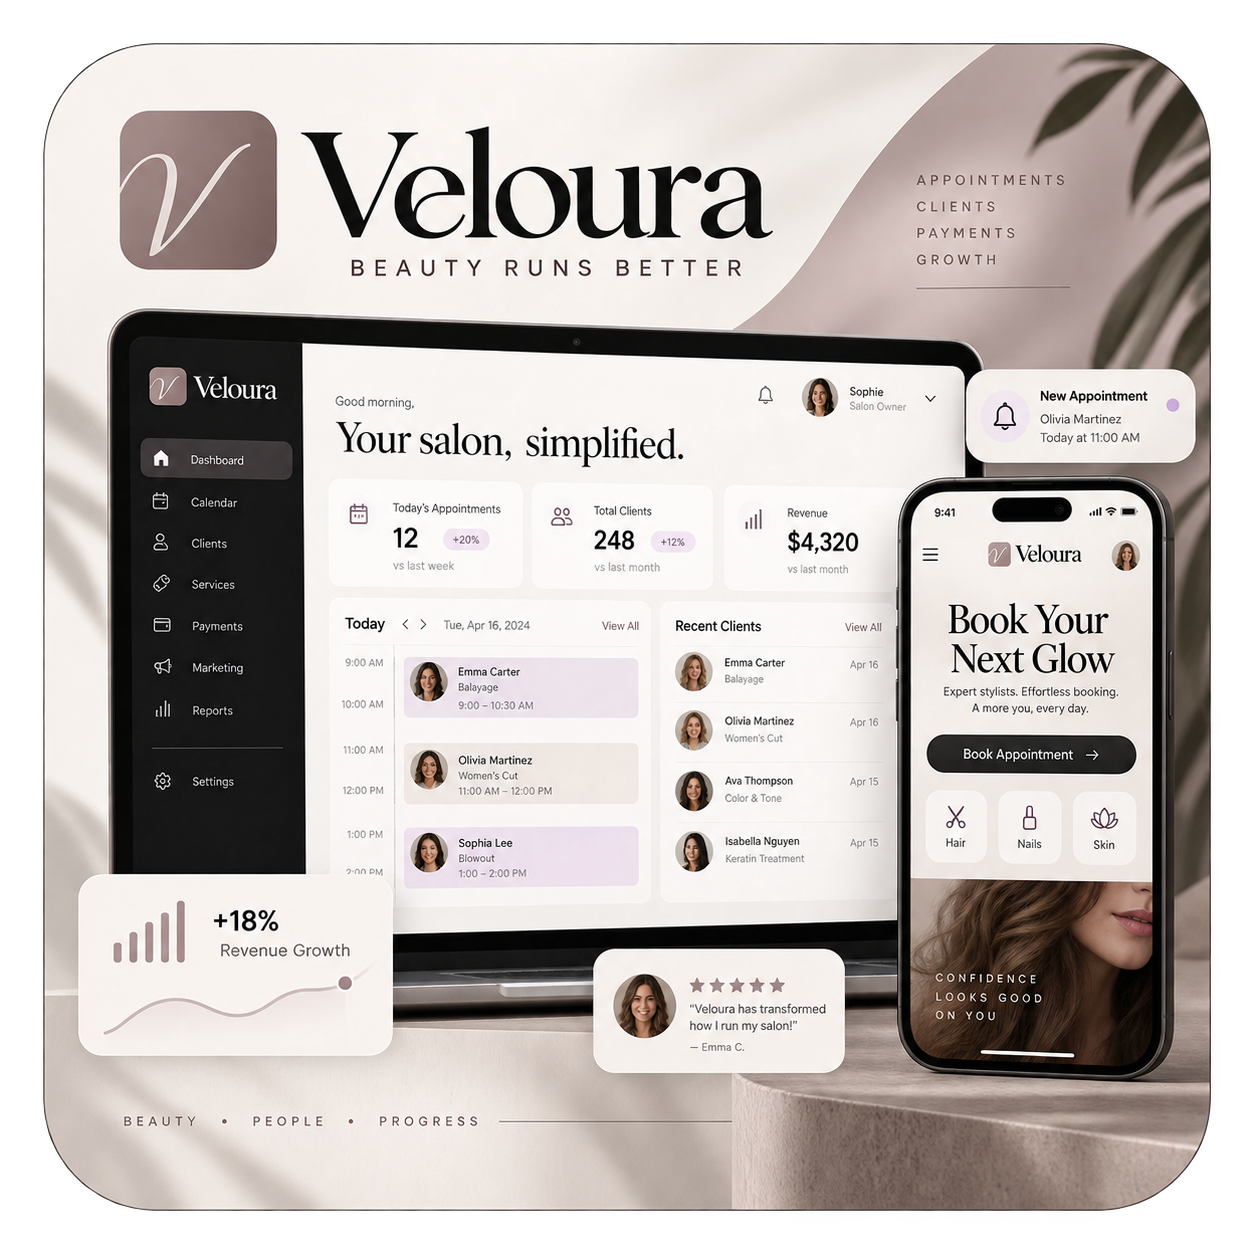 V
Veloura
BEAUTY RUNS BETTER
APPOINTMENTS
CLIENTS
PAYMENTS
GROWTH
V Veloura
Dashboard
Calendar
Clients
Services
Payments
Marketing
Reports
Settings
Good morning,
Your salon, simplified.
Sophie
Salon Owner
Today's Appointments
12 +20%
vs last week
Total Clients
248 +12%
vs last month
Revenue
$4,320
vs last month
Today < > Tue, Apr 16, 2024 View All
9:00 AM
10:00 AM
11:00 AM
12:00 PM
1:00 PM
2:00 PM
Emma Carter
Balayage
9:00 – 10:30 AM
Olivia Martinez
Women's Cut
11:00 AM – 12:00 PM
Sophia Lee
Blowout
1:00 – 2:00 PM
Recent Clients View All
Emma Carter Apr 16
Balayage
Olivia Martinez Apr 16
Women's Cut
Ava Thompson Apr 15
Color & Tone
Isabella Nguyen Apr 15
Keratin Treatment
New Appointment
Olivia Martinez
Today at 11:00 AM
9:41
V Veloura
Book Your
Next Glow
Expert stylists. Effortless booking.
A more you, every day.
Book Appointment →
Hair
Nails
Skin
CONFIDENCE
LOOKS GOOD
ON YOU
+18%
Revenue Growth
"Veloura has transformed
how I run my salon!"
– Emma C.
BEAUTY • PEOPLE • PROGRESS